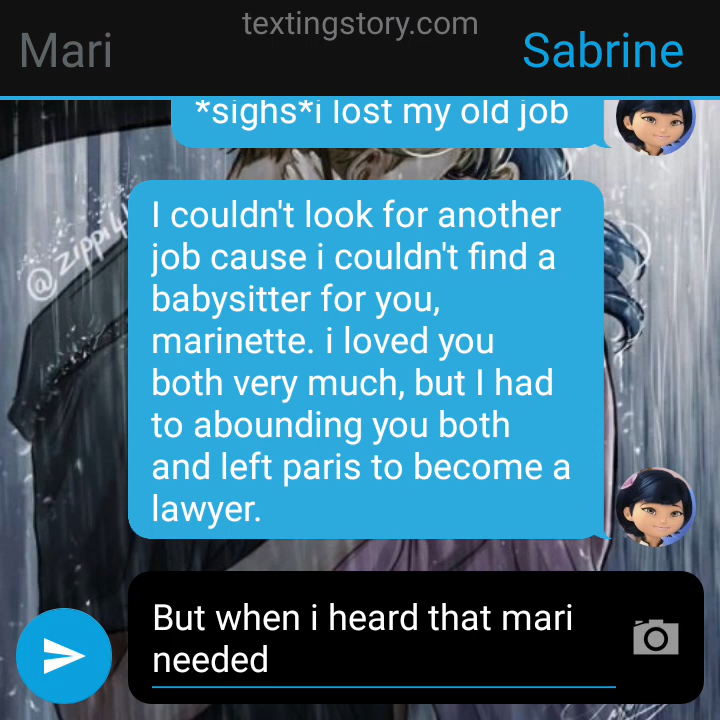 textingstory.com
Mari
Sabrine
*sighs*i lost my old job
I couldn't look for another
job cause i couldn't find a
babysitter for you,
marinette. i loved you
both very much, but I had
to abounding you both
and left paris to become a
lawyer.
But when i heard that mari
needed